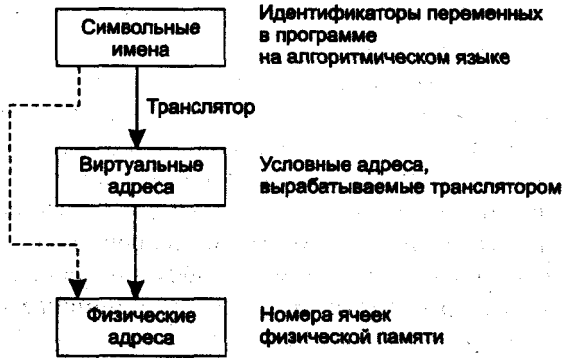 Символьные
имена
Идентификаторы переменных
в программе
на алгоритмическом языке
Транслятор
Виртуальные
адреса
Условные адреса,
вырабатываемые транслятором
Физические
адреса
Номера ячеек
физической памяти